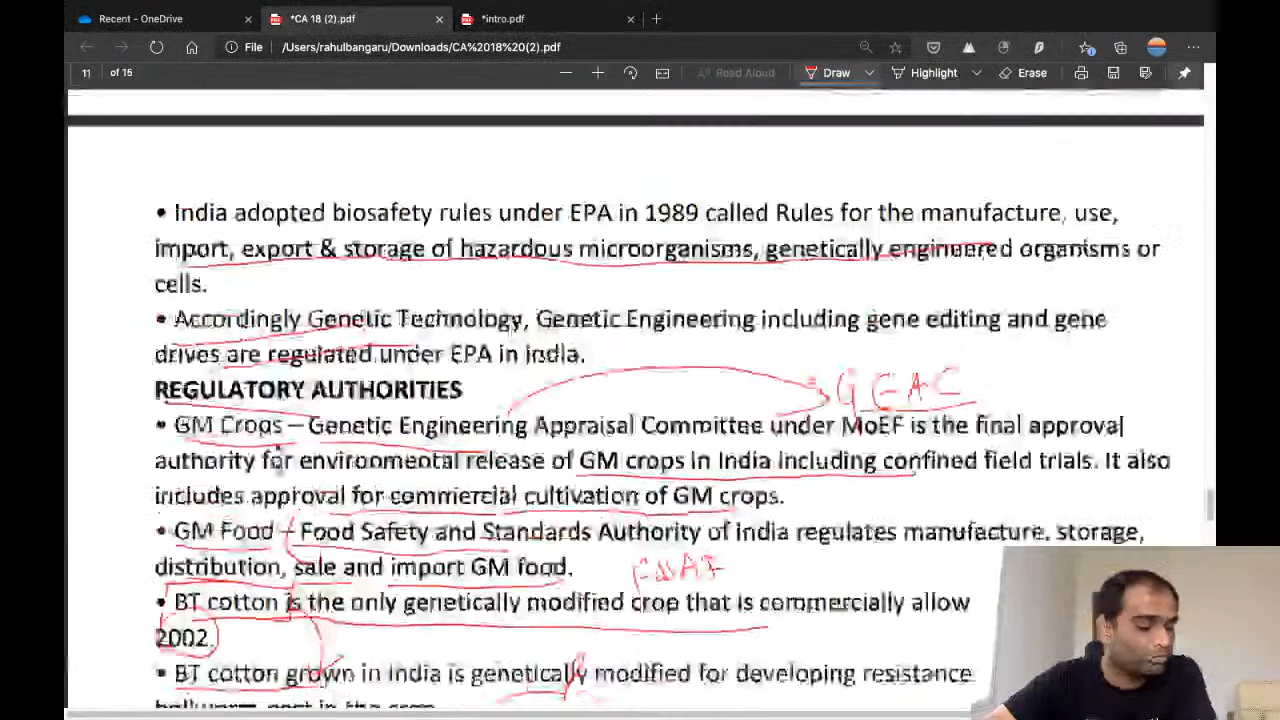 Recent - OneDrive
*CA 18 (2).pdf
*intro.pdf
File
/Users/rahulbangaru/Downloads/CA%2018%20(2).pdf
11 of 15
Read Aloud
Draw
Highlight
Erase
• India adopted biosafety rules under EPA in 1989 called Rules for the manufacture, use,
import, export & storage of hazardous microorganisms, genetically engineered organisms or
cells.
• Accordingly Genetic Technology, Genetic Engineering including gene editing and gene
drives are regulated under EPA in India.
REGULATORY AUTHORITIES
GEAC
• GM Crops – Genetic Engineering Appraisal Committee under MoEF is the final approval
authority for environmental release of GM crops in India including confined field trials. It also
includes approval for commercial cultivation of GM crops.
• GM Food – Food Safety and Standards Authority of India regulates manufacture, storage,
distribution, sale and import GM food.
• BT cotton is the only genetically modified crop that is commercially allow
2002.
• BT cotton grown in India is genetically modified for developing resistance
bollworm pest in the crop